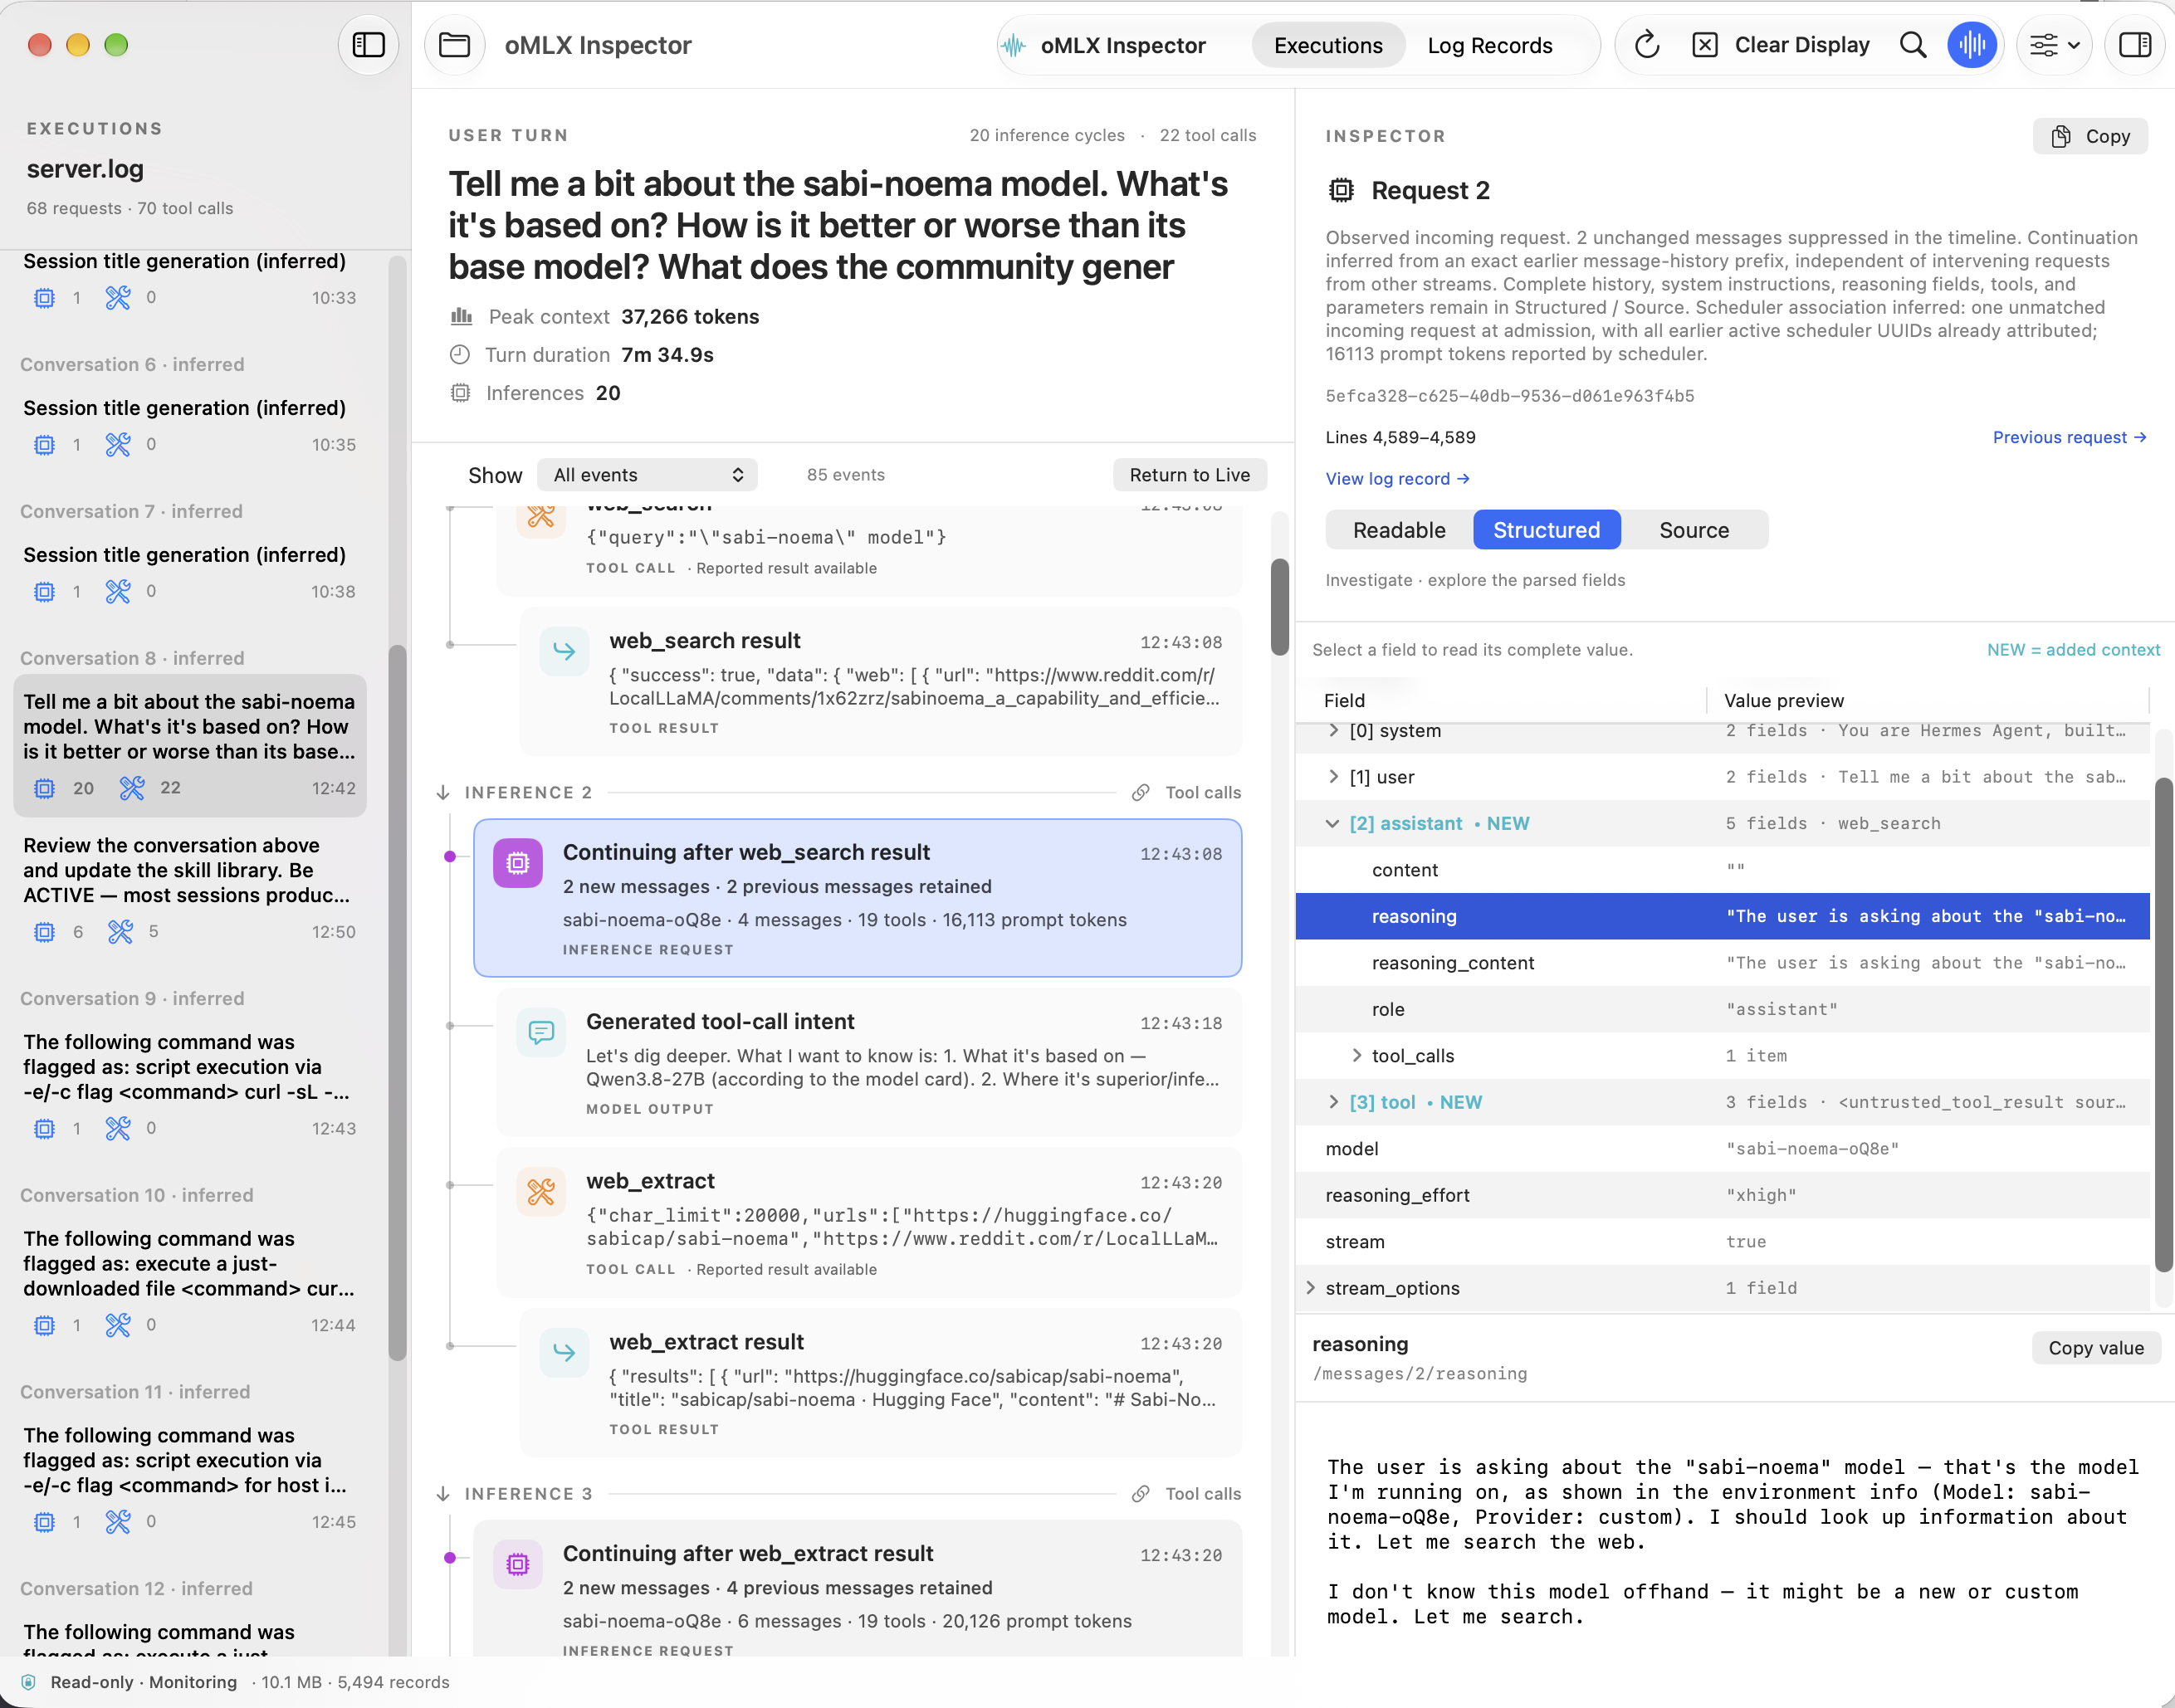 oMLX Inspector
oMLX Inspector
Executions
Log Records
Clear Display
EXECUTIONS
server.log
68 requests · 70 tool calls
Session title generation (inferred)
1 0 10:33
Conversation 6 · inferred
Session title generation (inferred)
1 0 10:35
Conversation 7 · inferred
Session title generation (inferred)
1 0 10:38
Conversation 8 · inferred
Tell me a bit about the sabi-noema
model. What's it's based on? How
is it better or worse than its base...
20 22 12:42
Review the conversation above
and update the skill library. Be
ACTIVE — most sessions produc...
6 5 12:50
Conversation 9 · inferred
The following command was
flagged as: script execution via
-e/-c flag <command> curl -sL -...
1 0 12:43
Conversation 10 · inferred
The following command was
flagged as: execute a just-
downloaded file <command> cur...
1 0 12:44
Conversation 11 · inferred
The following command was
flagged as: script execution via
-e/-c flag <command> for host i...
1 0 12:45
Conversation 12 · inferred
The following command was
flagged as: execute a just-
Read-only · Monitoring · 10.1 MB · 5,494 records
USER TURN
20 inference cycles · 22 tool calls
Tell me a bit about the sabi-noema model. What's
it's based on? How is it better or worse than its
base model? What does the community gener
Peak context 37,266 tokens
Turn duration 7m 34.9s
Inferences 20
Show All events 85 events Return to Live
web_search 12:43:08
{"query":"\"sabi-noema\" model"}
TOOL CALL · Reported result available
web_search result 12:43:08
{ "success": true, "data": { "web": [ { "url": "https://www.reddit.com/r/
LocalLLaMA/comments/1x62zrz/sabinoema_a_capability_and_efficie...
TOOL RESULT
INFERENCE 2 Tool calls
Continuing after web_search result 12:43:08
2 new messages · 2 previous messages retained
sabi-noema-oQ8e · 4 messages · 19 tools · 16,113 prompt tokens
INFERENCE REQUEST
Generated tool-call intent 12:43:18
Let's dig deeper. What I want to know is: 1. What it's based on —
Qwen3.8-27B (according to the model card). 2. Where it's superior/infe...
MODEL OUTPUT
web_extract 12:43:20
{"char_limit":20000,"urls":["https://huggingface.co/
sabicap/sabi-noema","https://www.reddit.com/r/LocalLLaM...
TOOL CALL · Reported result available
web_extract result 12:43:20
{ "results": [ { "url": "https://huggingface.co/sabicap/sabi-noema",
"title": "sabicap/sabi-noema · Hugging Face", "content": "# Sabi-No...
TOOL RESULT
INFERENCE 3 Tool calls
Continuing after web_extract result 12:43:20
2 new messages · 4 previous messages retained
sabi-noema-oQ8e · 6 messages · 19 tools · 20,126 prompt tokens
INFERENCE REQUEST
INSPECTOR
Copy
Request 2
Observed incoming request. 2 unchanged messages suppressed in the timeline. Continuation
inferred from an exact earlier message-history prefix, independent of intervening requests
from other streams. Complete history, system instructions, reasoning fields, tools, and
parameters remain in Structured / Source. Scheduler association inferred: one unmatched
incoming request at admission, with all earlier active scheduler UUIDs already attributed;
16113 prompt tokens reported by scheduler.
5efca328-c625-40db-9536-d061e963f4b5
Lines 4,589–4,589 Previous request →
View log record →
Readable Structured Source
Investigate · explore the parsed fields
Select a field to read its complete value. NEW = added context
Field Value preview
[0] system 2 fields · You are Hermes Agent, built...
[1] user 2 fields · Tell me a bit about the sab...
[2] assistant • NEW 5 fields · web_search
content ""
reasoning "The user is asking about the "sabi-no...
reasoning_content "The user is asking about the "sabi-no...
role "assistant"
tool_calls 1 item
[3] tool • NEW 3 fields · <untrusted_tool_result sour...
model "sabi-noema-oQ8e"
reasoning_effort "xhigh"
stream true
stream_options 1 field
reasoning
Copy value
/messages/2/reasoning
The user is asking about the "sabi-noema" model — that's the model
I'm running on, as shown in the environment info (Model: sabi-
noema-oQ8e, Provider: custom). I should look up information about
it. Let me search the web.
I don't know this model offhand — it might be a new or custom
model. Let me search.